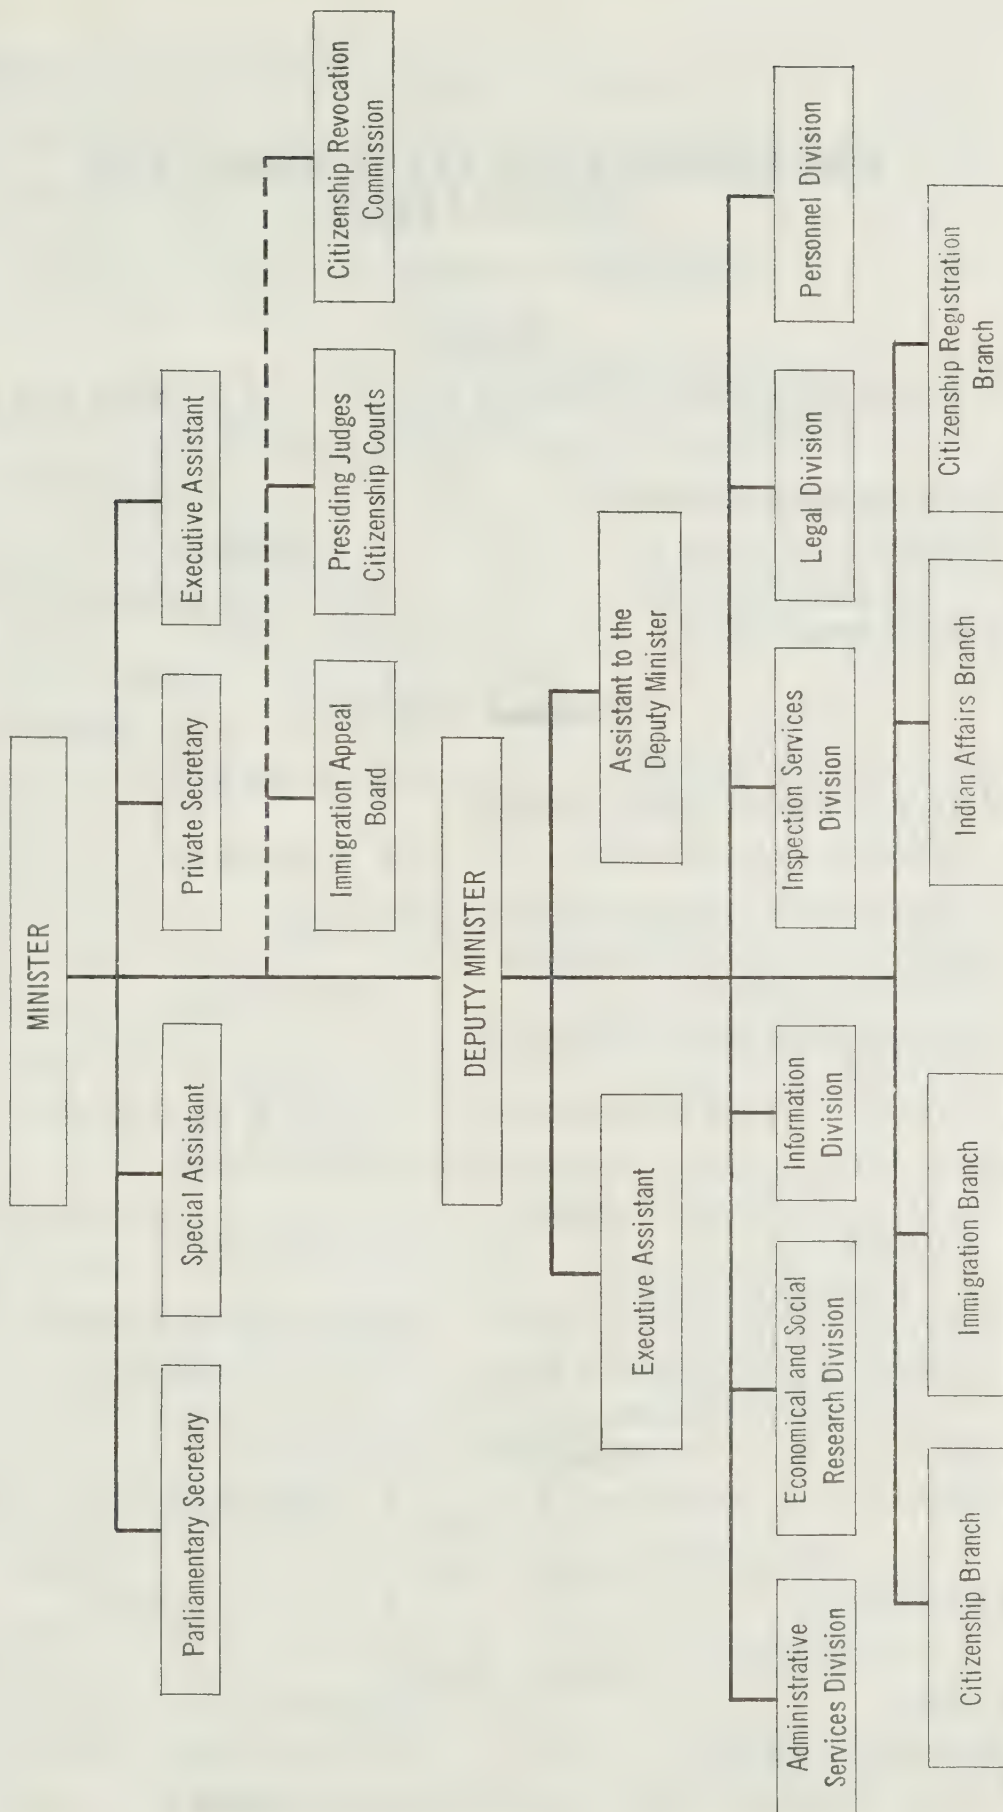 MINISTER
Parliamentary Secretary
Special Assistant
Private Secretary
Executive Assistant
Immigration Appeal
Board
Presiding Judges
Citizenship Courts
Citizenship Revocation
Commission
DEPUTY MINISTER
Executive Assistant
Assistant to the
Deputy Minister
Administrative
Services Division
Economical and Social
Research Division
Information
Division
Inspection Services
Division
Legal Division
Personnel Division
Citizenship Branch
Immigration Branch
Indian Affairs Branch
Citizenship Registration
Branch